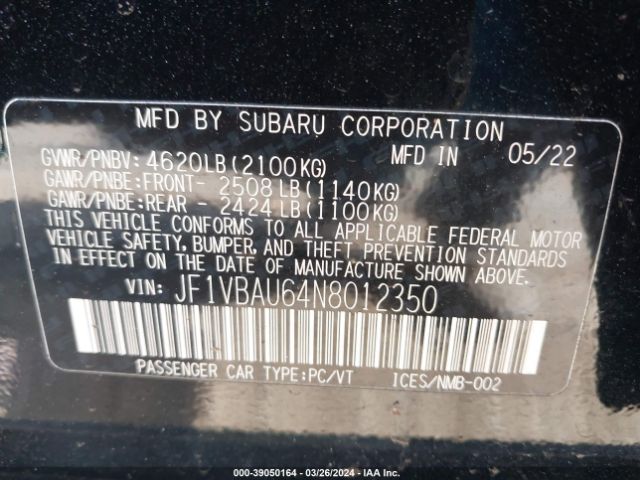 MFD BY SUBARU CORPORATION
GVWR/PNBV: 4620LB(2100KG) MFD IN 05/22
GAWR/PNBE:FRONT- 2508LB(1140KG)
GAWR/PNBE:REAR - 2424LB(1100KG)
THIS VEHICLE CONFORMS TO ALL APPLICABLE FEDERAL MOTOR
VEHICLE SAFETY, BUMPER, AND THEFT PREVENTION STANDARDS
IN EFFECT ON THE DATE OF MANUFACTURE SHOWN ABOVE.
VIN: JF1VBAU64N8012350
PASSENGER CAR TYPE:PC/VT ICES/NMB-002
000-39050164 - 03/26/2024 - IAA Inc.